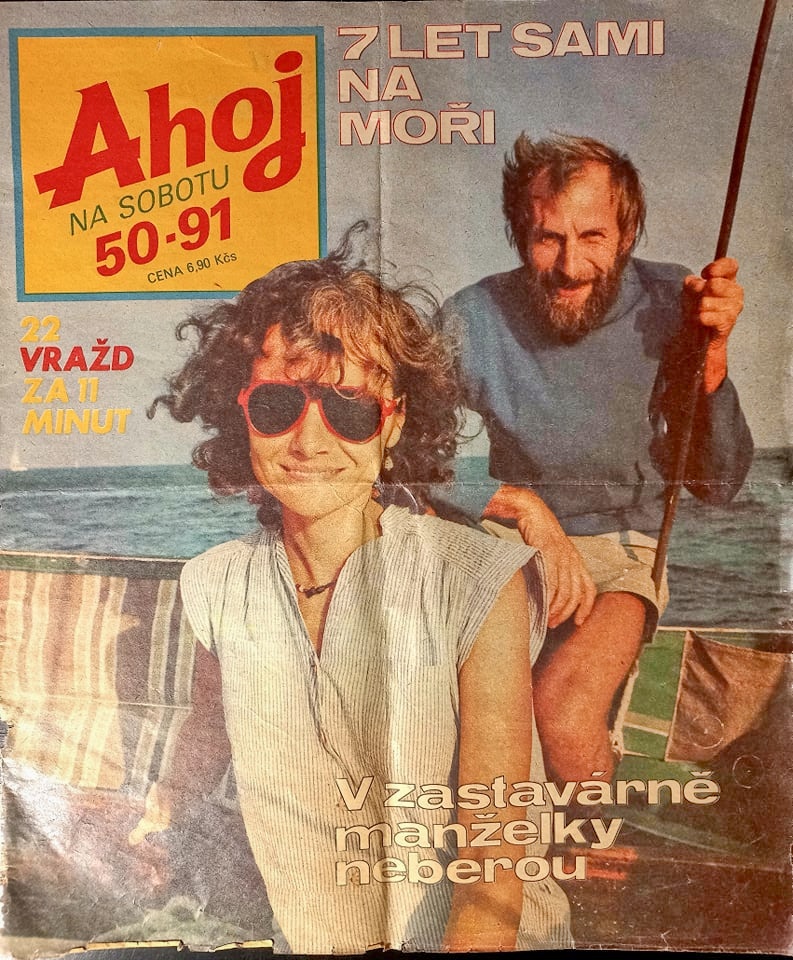 Ahoj
NA SOBOTU
50·91
CENA 6,90 Kčs
7 LET SAMI
NA
MOŘI
22
VRAŽD
ZA 11
MINUT
V zastavárně
manželky
neberou